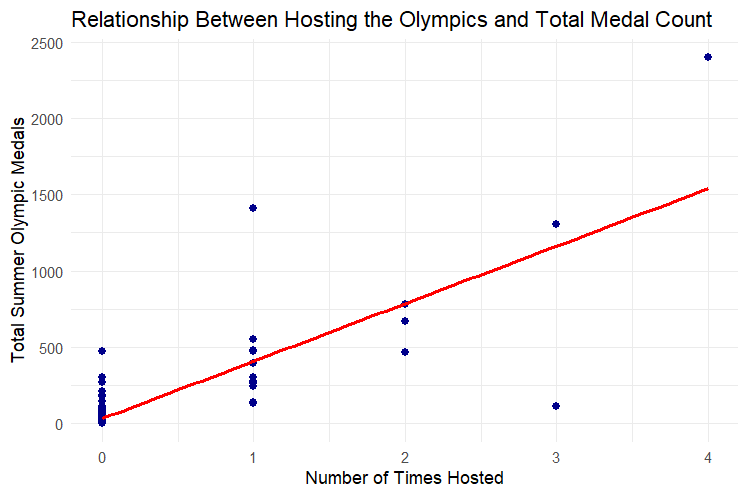 Relationship Between Hosting the Olympics and Total Medal Count
2500
2000
1500
1000
500
0
Total Summer Olympic Medals
0 1 2 3 4
Number of Times Hosted